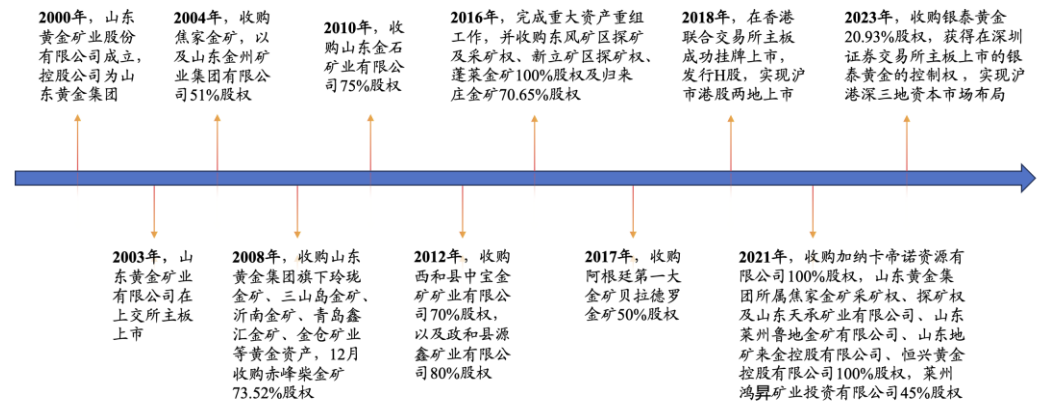 2000年，山东
黄金矿业股份
有限公司成立，
控股公司为山
东黄金集团
2004年，收购
焦家金矿，以
及山东金州矿
业集团有限公
司51%股权
2010年，收
购山东金石
矿业有限公
司75%股权
2016年，完成重大资产重组
工作，并收购东风矿区探矿
及采矿权、新立矿区探矿权、
蓬莱金矿100%权及归来
庄金矿70.65%股权
2018年，在香港
联合交易所主板
成功挂牌上市，
发行H股，实现沪
市港股两地上市
2023年，收购银泰黄金
20.93%股权，获得在深圳
证券交易所主板上市的银
泰黄金的控制权，实现沪
港深三地资本市场布局
2003年，山
东黄金矿业
有限公司在
上交所主板
上市
2008年，收购山东
黄金集团旗下玲珑
金矿、三山岛金矿、
沂南金矿、青岛鑫
汇金矿、金仓矿业
等黄金资产，12月
收购赤峰柴金矿
73.52%股权
2012年，收购
西和县中宝金
矿矿业有限公
司70%股权，
以及政和县源
鑫矿业有限公
司80%股权
2017年，收购
阿根廷第一大
金矿贝拉德罗
金矿50%股权
2021年，收购加纳卡帝诺资源有
限公司100%股权，山东黄金集
团所属焦家金矿采矿权、探矿权
及山东天承矿业有限公司、山东
莱州鲁地金矿有限公司、山东地
矿来金控股有限公司、恒兴黄金
控股有限公司100%股权，莱州
鸿昇矿业投资有限公司45%股权